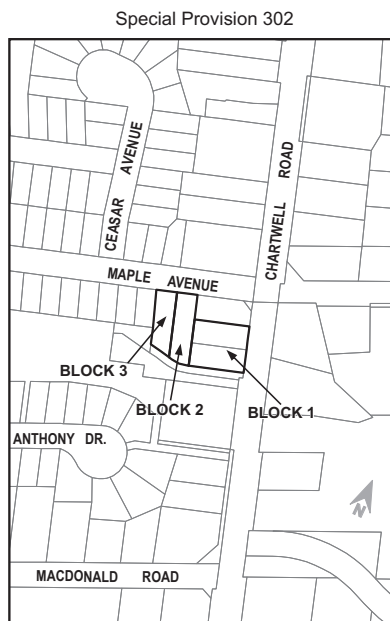 Special Provision 302
CEASAR AVENUE
CHARTWELL ROAD
MAPLE AVENUE
BLOCK 3
BLOCK 2
BLOCK 1
ANTHONY DR.
N
MACDONALD ROAD